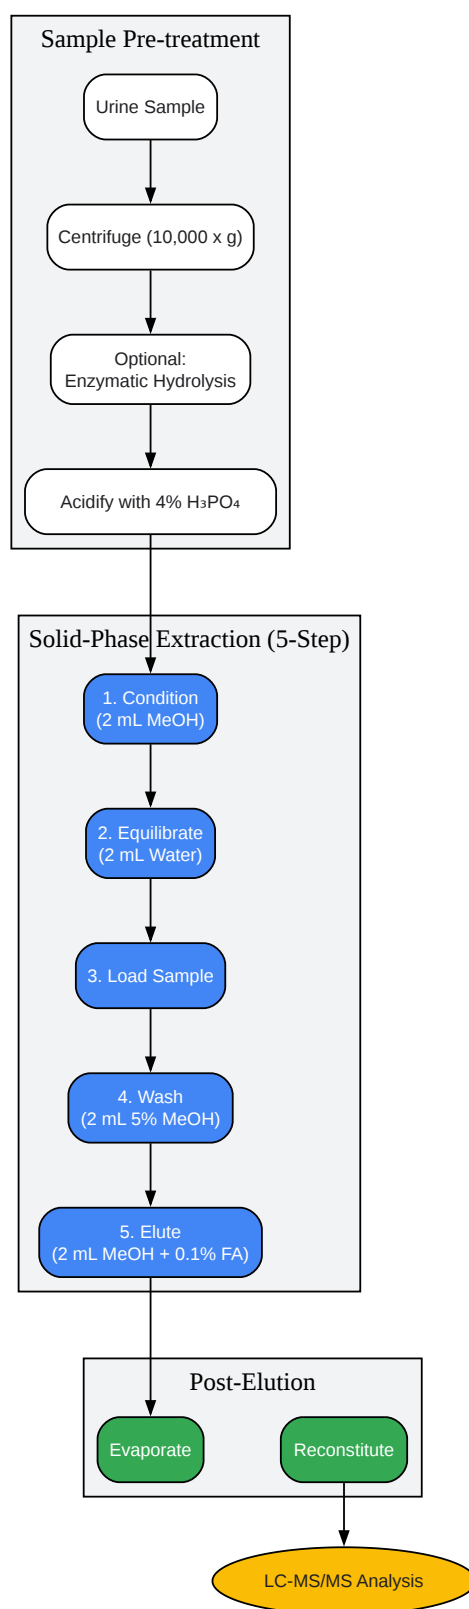 Sample Pre-treatment
Urine Sample
Centrifuge (10,000 x g)
Optional:
Enzymatic Hydrolysis
Acidify with 4% H₃PO₄
Solid-Phase Extraction (5-Step)
1. Condition
(2 mL MeOH)
2. Equilibrate
(2 mL Water)
3. Load Sample
4. Wash
(2 mL 5% MeOH)
5. Elute
(2 mL MeOH + 0.1% FA)
Post-Elution
Evaporate
Reconstitute
LC-MS/MS Analysis